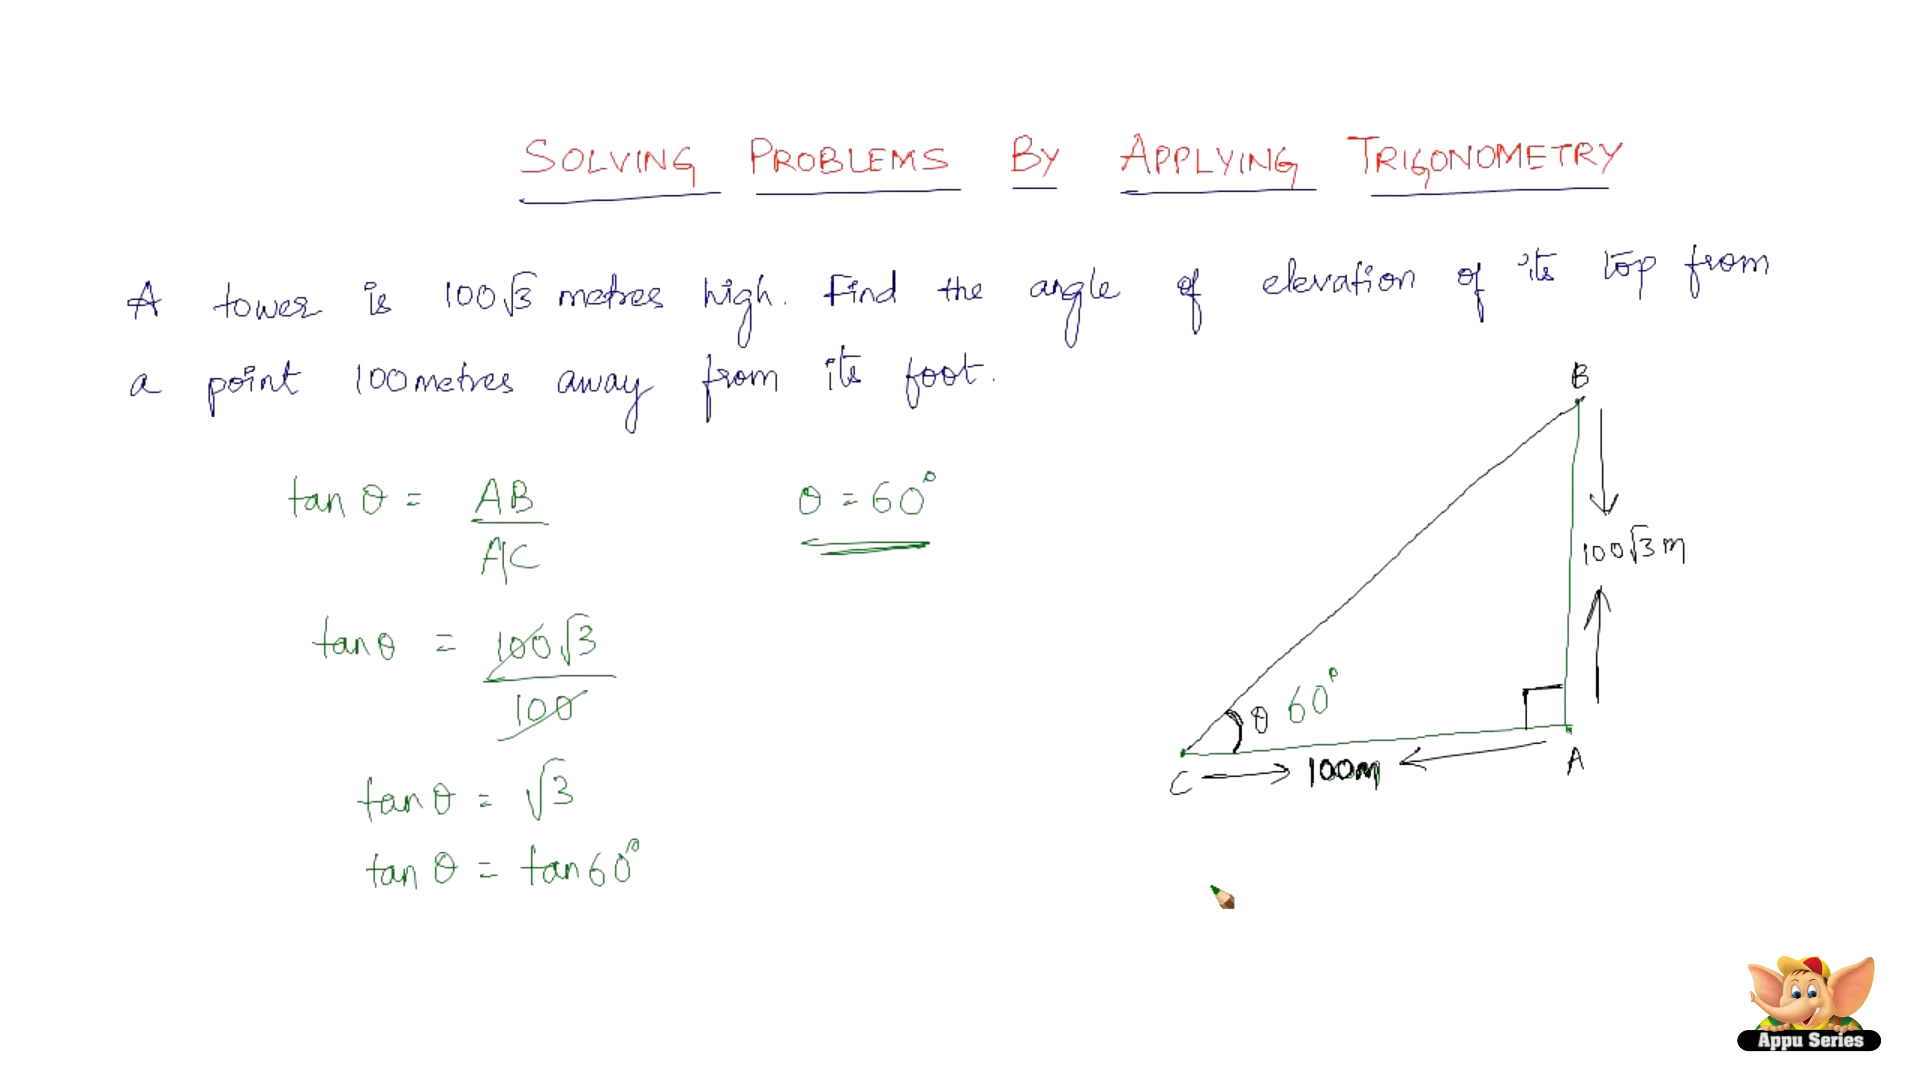 SOLVING PROBLEMS BY APPLYING TRIGONOMETRY
A tower is 100√3 metres high. Find the angle of elevation of its top from
a point 100metres away from its foot.
tan θ = AB
AC
θ = 60°
tan θ = 100√3
100
tan θ = √3
tan θ = tan60°
B
100√3 m
θ 60°
C 100m A
Appu Series